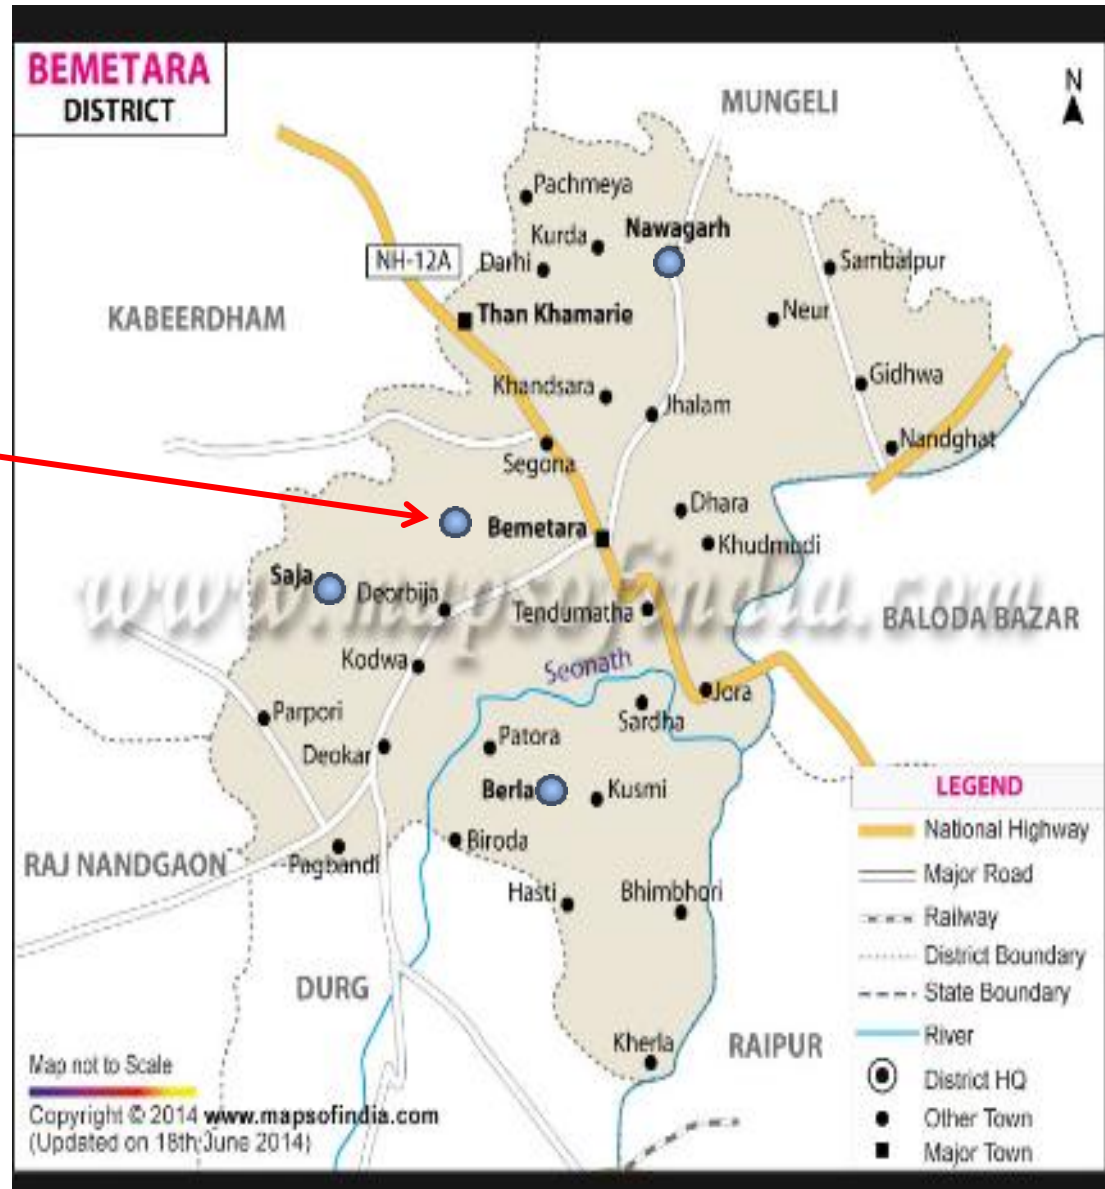 BEMETARA
DISTRICT
N
MUNGELI
Pachmeya
Kurda
Nawagarh
NH-12A
Darhi
Sambalpur
KABEERDHAM
Than Khamarie
Neur
Khandsara
Jhalam
Gidhwa
Segona
Nandghat
Bemetara
Dhara
Khudmudi
Saja
Deorbija
Tendumatha
www.mapsofindia.com
BALODA BAZAR
Kodwa
Seonath
Jora
Parpori
Sardha
Deokar
Patora
Berla
Kusmi
LEGEND
National Highway
RAJ NANDGAON
Pagbandi
Biroda
Major Road
Hasti
Bhimbhori
Railway
District Boundary
DURG
State Boundary
River
Kherla
RAIPUR
Map not to Scale
District HQ
Copyright © 2014 www.mapsofindia.com
Other Town
(Updated on 18th June 2014)
Major Town